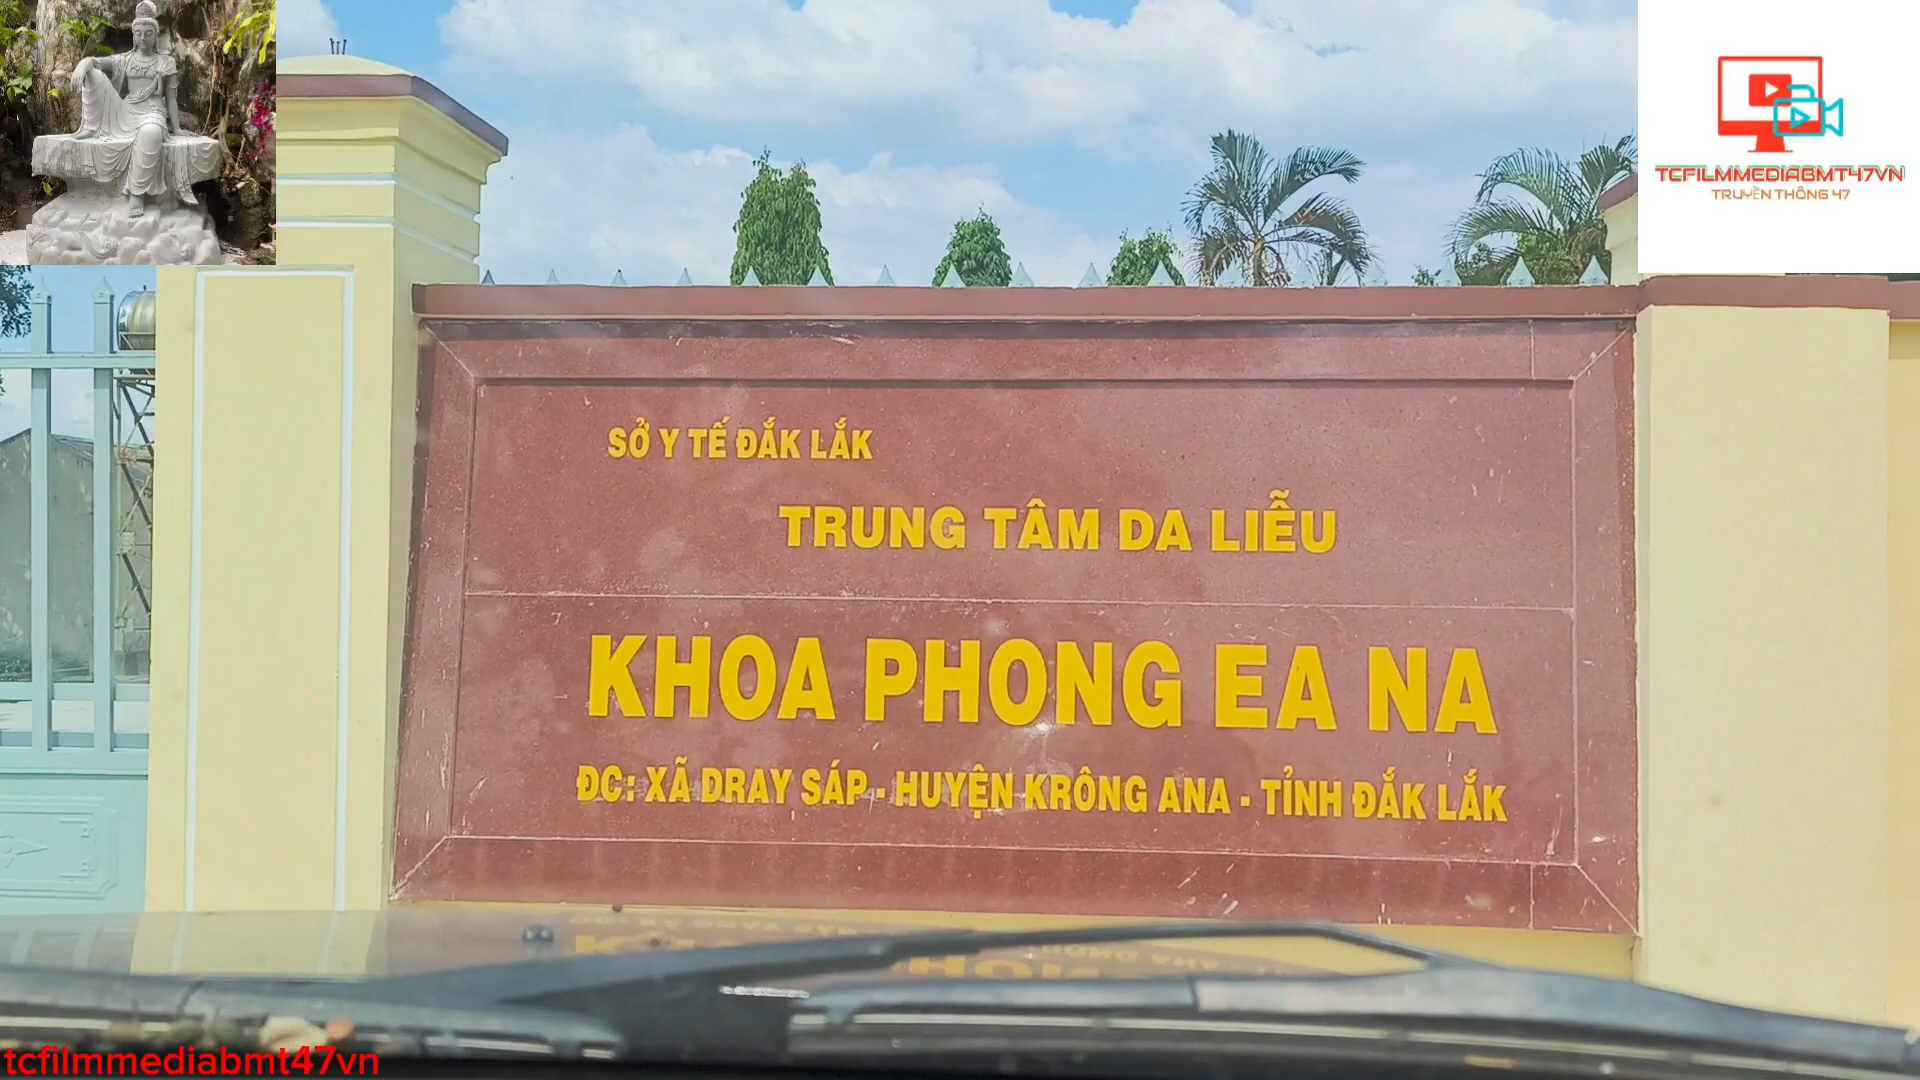 TCFILMMEDIABMT47VN
TRUYỀN THÔNG 47
SỞ Y TẾ ĐẮK LẮK
TRUNG TÂM DA LIỄU
KHOA PHONG EA NA
ĐC: XÃ DRAY SÁP - HUYỆN KRÔNG ANA - TỈNH ĐẮK LẮK
tcfilmmediabmt47vn